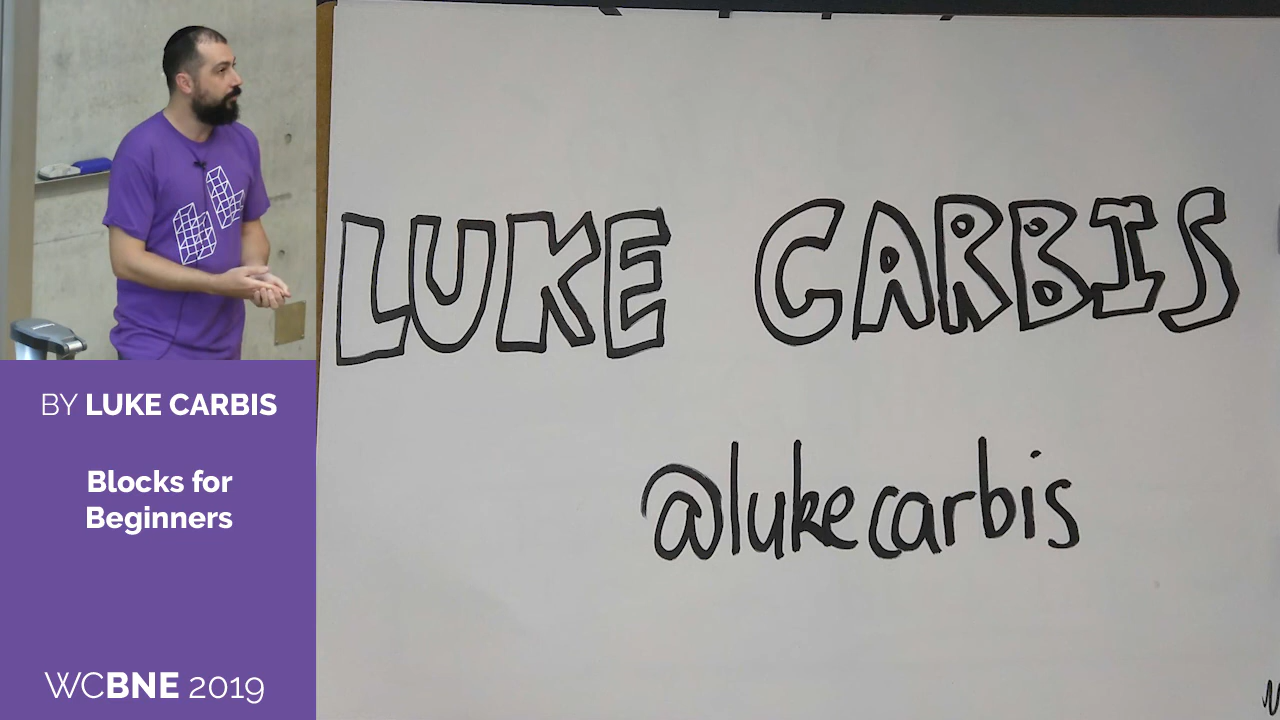 BY LUKE CARBIS
Blocks for
Beginners
WCBNE 2019
LUKE CARBIS
@lukecarbis